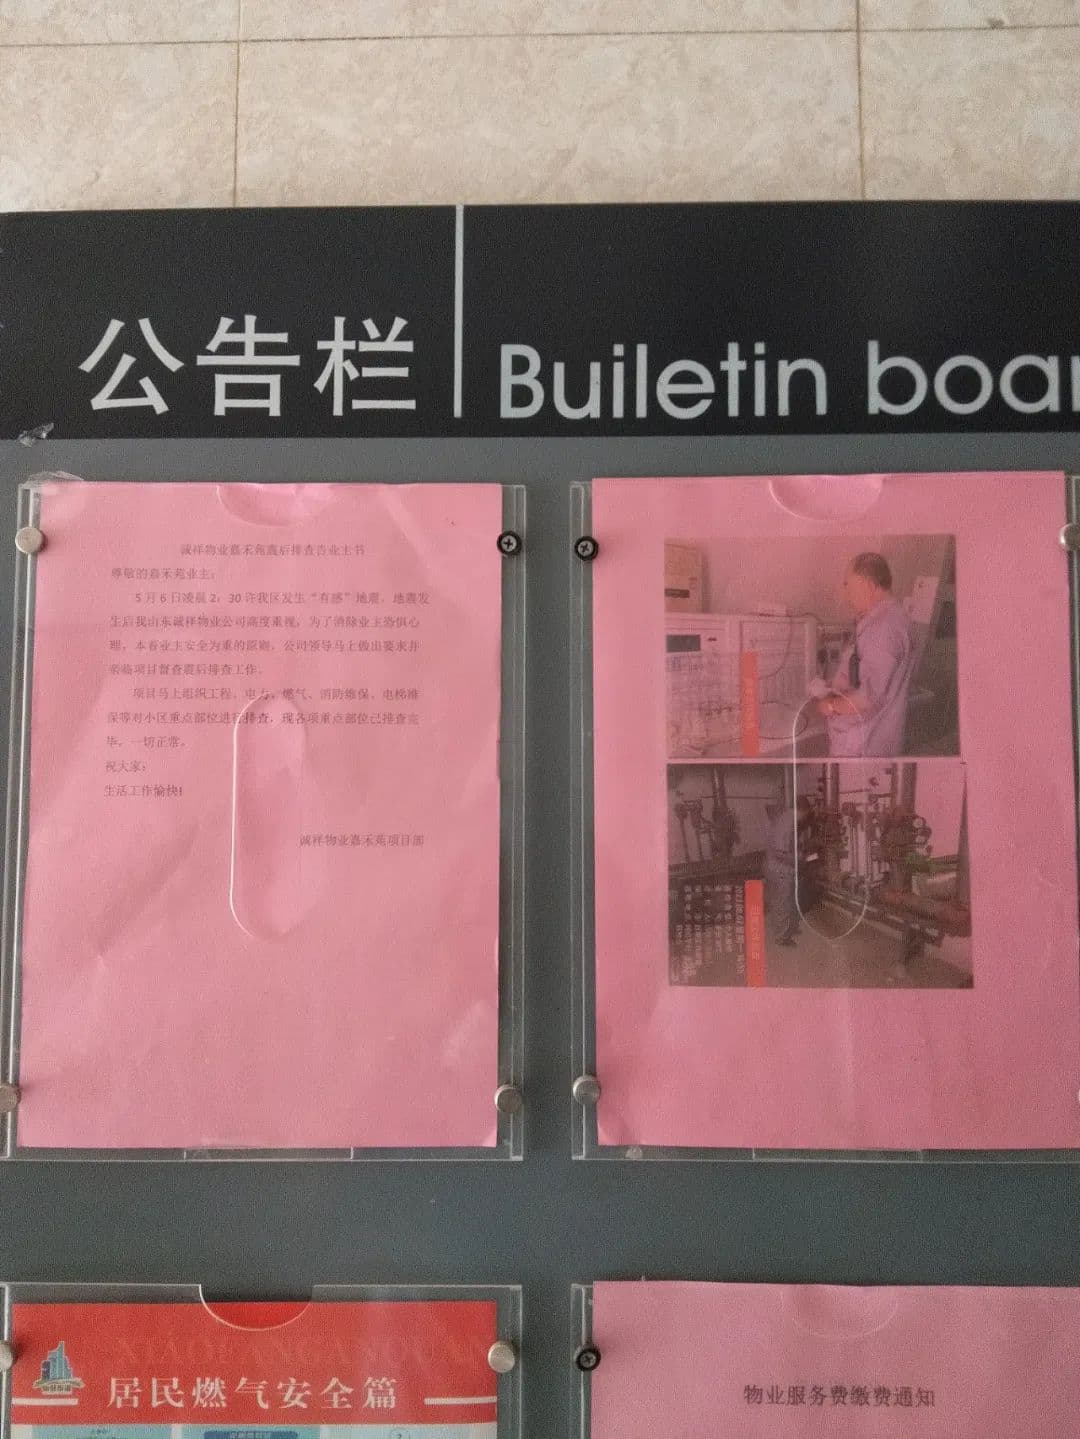 公告栏
Builetin boar
诚祥物业嘉禾苑震后排查告业主书
尊敬的嘉禾苑业主：
5月6日凌晨2：30许我区发生“有感”地震，地震发
生后我山东诚祥物业公司高度重视；为了消除业主恐惧心
理，本着业主安全为重的原则，公司领导马上做出要求并
亲临项目督查震后排查工作。
项目马上组织工程、电力、燃气、消防维保、电梯维
保等对小区重点部位进行排查，现各项重点部位已排查完
毕，一切正常。
祝大家：
生活工作愉快！
诚祥物业嘉禾苑项目部
XIAOQUANQUAN
居民燃气安全篇
物业服务费缴费通知